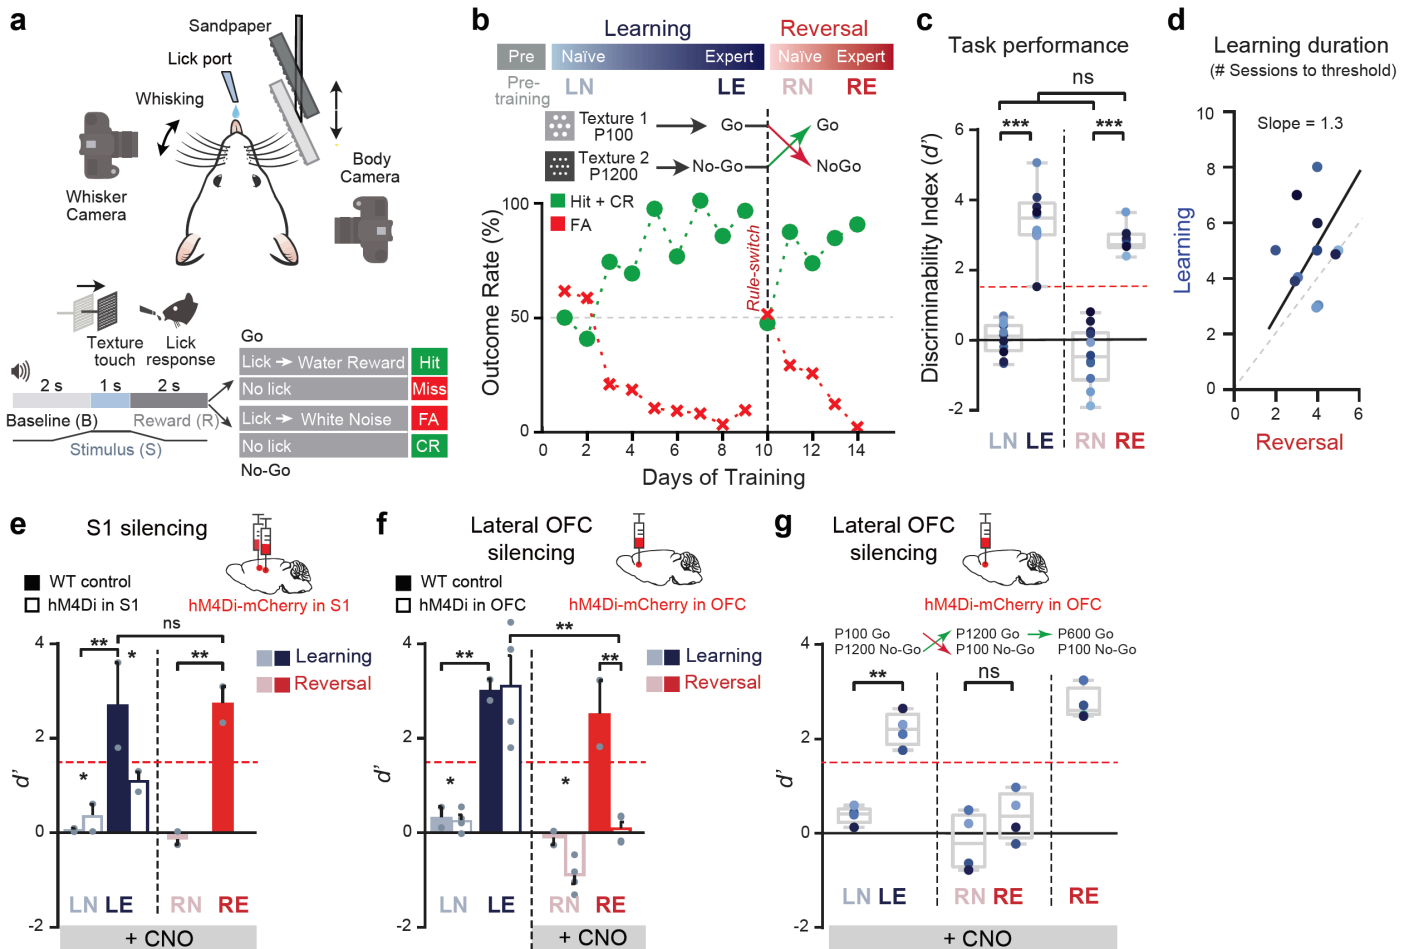 a
Sandpaper
Lick port
Whisking
Whisker
Camera
Body
Camera
Texture
touch
Lick
response
2 s
1 s
2 s
Baseline (B)
Reward (R)
Stimulus (S)
Go
Lick → Water Reward
Hit
No lick
Miss
Lick → White Noise
FA
No lick
CR
No-Go
b
Learning
Reversal
Pre
Naïve
Expert
Naïve
Expert
Pre-
training
LN
LE
RN
RE
Texture 1
P100
Go
Go
Texture 2
P1200
No-Go
NoGo
Hit + CR
FA
Rule-switch
Outcome Rate (%)
100
50
0
0 2 4 6 8 10 12 14
Days of Training
c
Task performance
ns
*** ***
Discriminability Index (d')
6
4
2
0
-2
LN LE RN RE
d
Learning duration
(# Sessions to threshold)
Slope = 1.3
Learning
10
8
6
4
2
0
0 2 4 6
Reversal
e
S1 silencing
WT control
hM4Di in S1
hM4Di-mCherry in S1
ns
** * **
*
Learning
Reversal
d'
4
2
0
-2
LN LE RN RE
+ CNO
f
Lateral OFC
silencing
WT control
hM4Di in OFC
hM4Di-mCherry in OFC
**
** **
* *
Learning
Reversal
d'
4
2
0
-2
LN LE RN RE
+ CNO
g
Lateral OFC
silencing
hM4Di-mCherry in OFC
P100 Go P1200 Go P600 Go
P1200 No-Go P100 No-Go P100 No-Go
** ns
d'
4
2
0
-2
LN LE RN RE RE
+ CNO